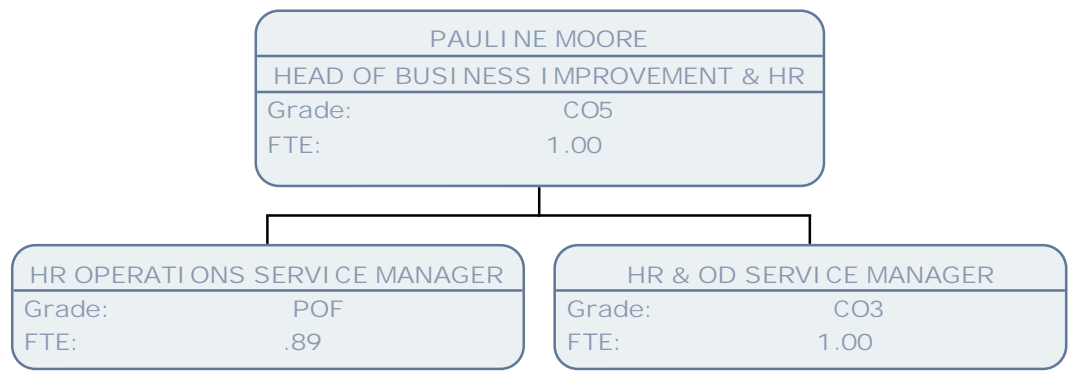 PAULINE MOORE
HEAD OF BUSINESS IMPROVEMENT & HR
Grade: CO5
FTE: 1.00
HR OPERATIONS SERVICE MANAGER
Grade: POF
FTE: .89
HR & OD SERVICE MANAGER
Grade: CO3
FTE: 1.00